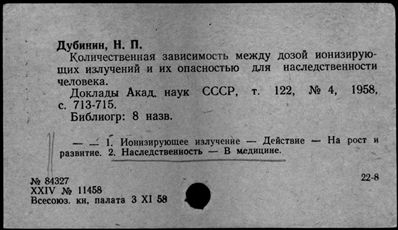 Дубинин, Н. П.
Количественная зависимость между дозой ионизирую-
щих излучений и их опасностью для наследственности
человека.
Доклады Акад. наук СССР, т. 122, № 4, 1958,
с. 713-715.
Библиогр: 8 назв.
— — 1. Ионизирующее излучение — Действие — На рост и
развитие. 2. Наследственность — В медицине.
№ 84327
22-8
XXIV № 11458
Всесоюз. кн. палата 3 XI 58